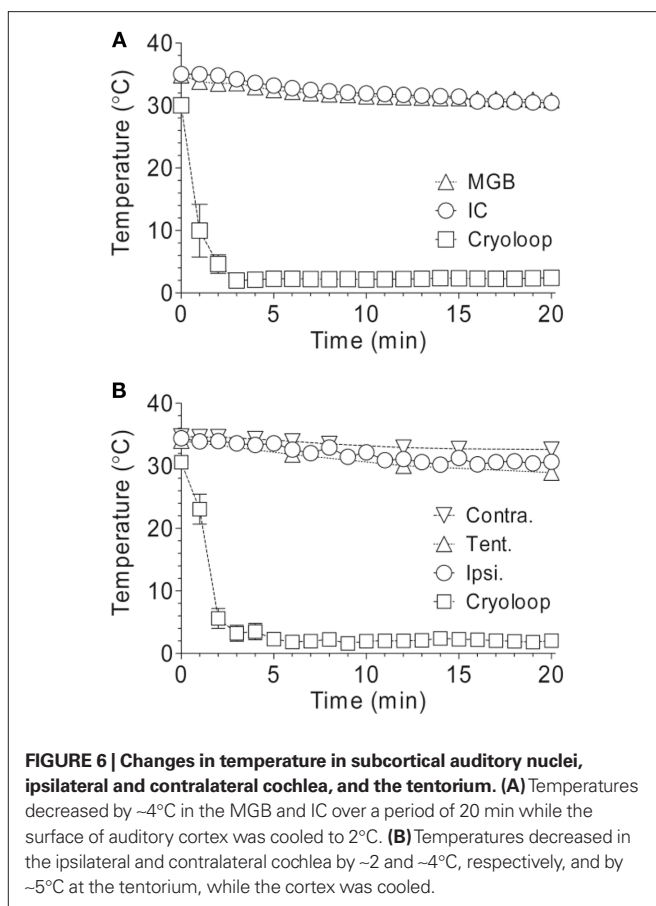 A
40
30
20
10
0
Temperature (°C)
MGB
IC
Cryoloop
0 5 10 15 20
Time (min)
B
40
30
20
10
0
Temperature (°C)
Contra.
Tent.
Ipsi.
Cryoloop
0 5 10 15 20
Time (min)
FIGURE 6 | Changes in temperature in subcortical auditory nuclei,
ipsilateral and contralateral cochlea, and the tentorium. (A) Temperatures
decreased by ~4°C in the MGB and IC over a period of 20 min while the
surface of auditory cortex was cooled to 2°C. (B) Temperatures decreased in
the ipsilateral and contralateral cochlea by ~2 and ~4°C, respectively, and by
~5°C at the tentorium, while the cortex was cooled.